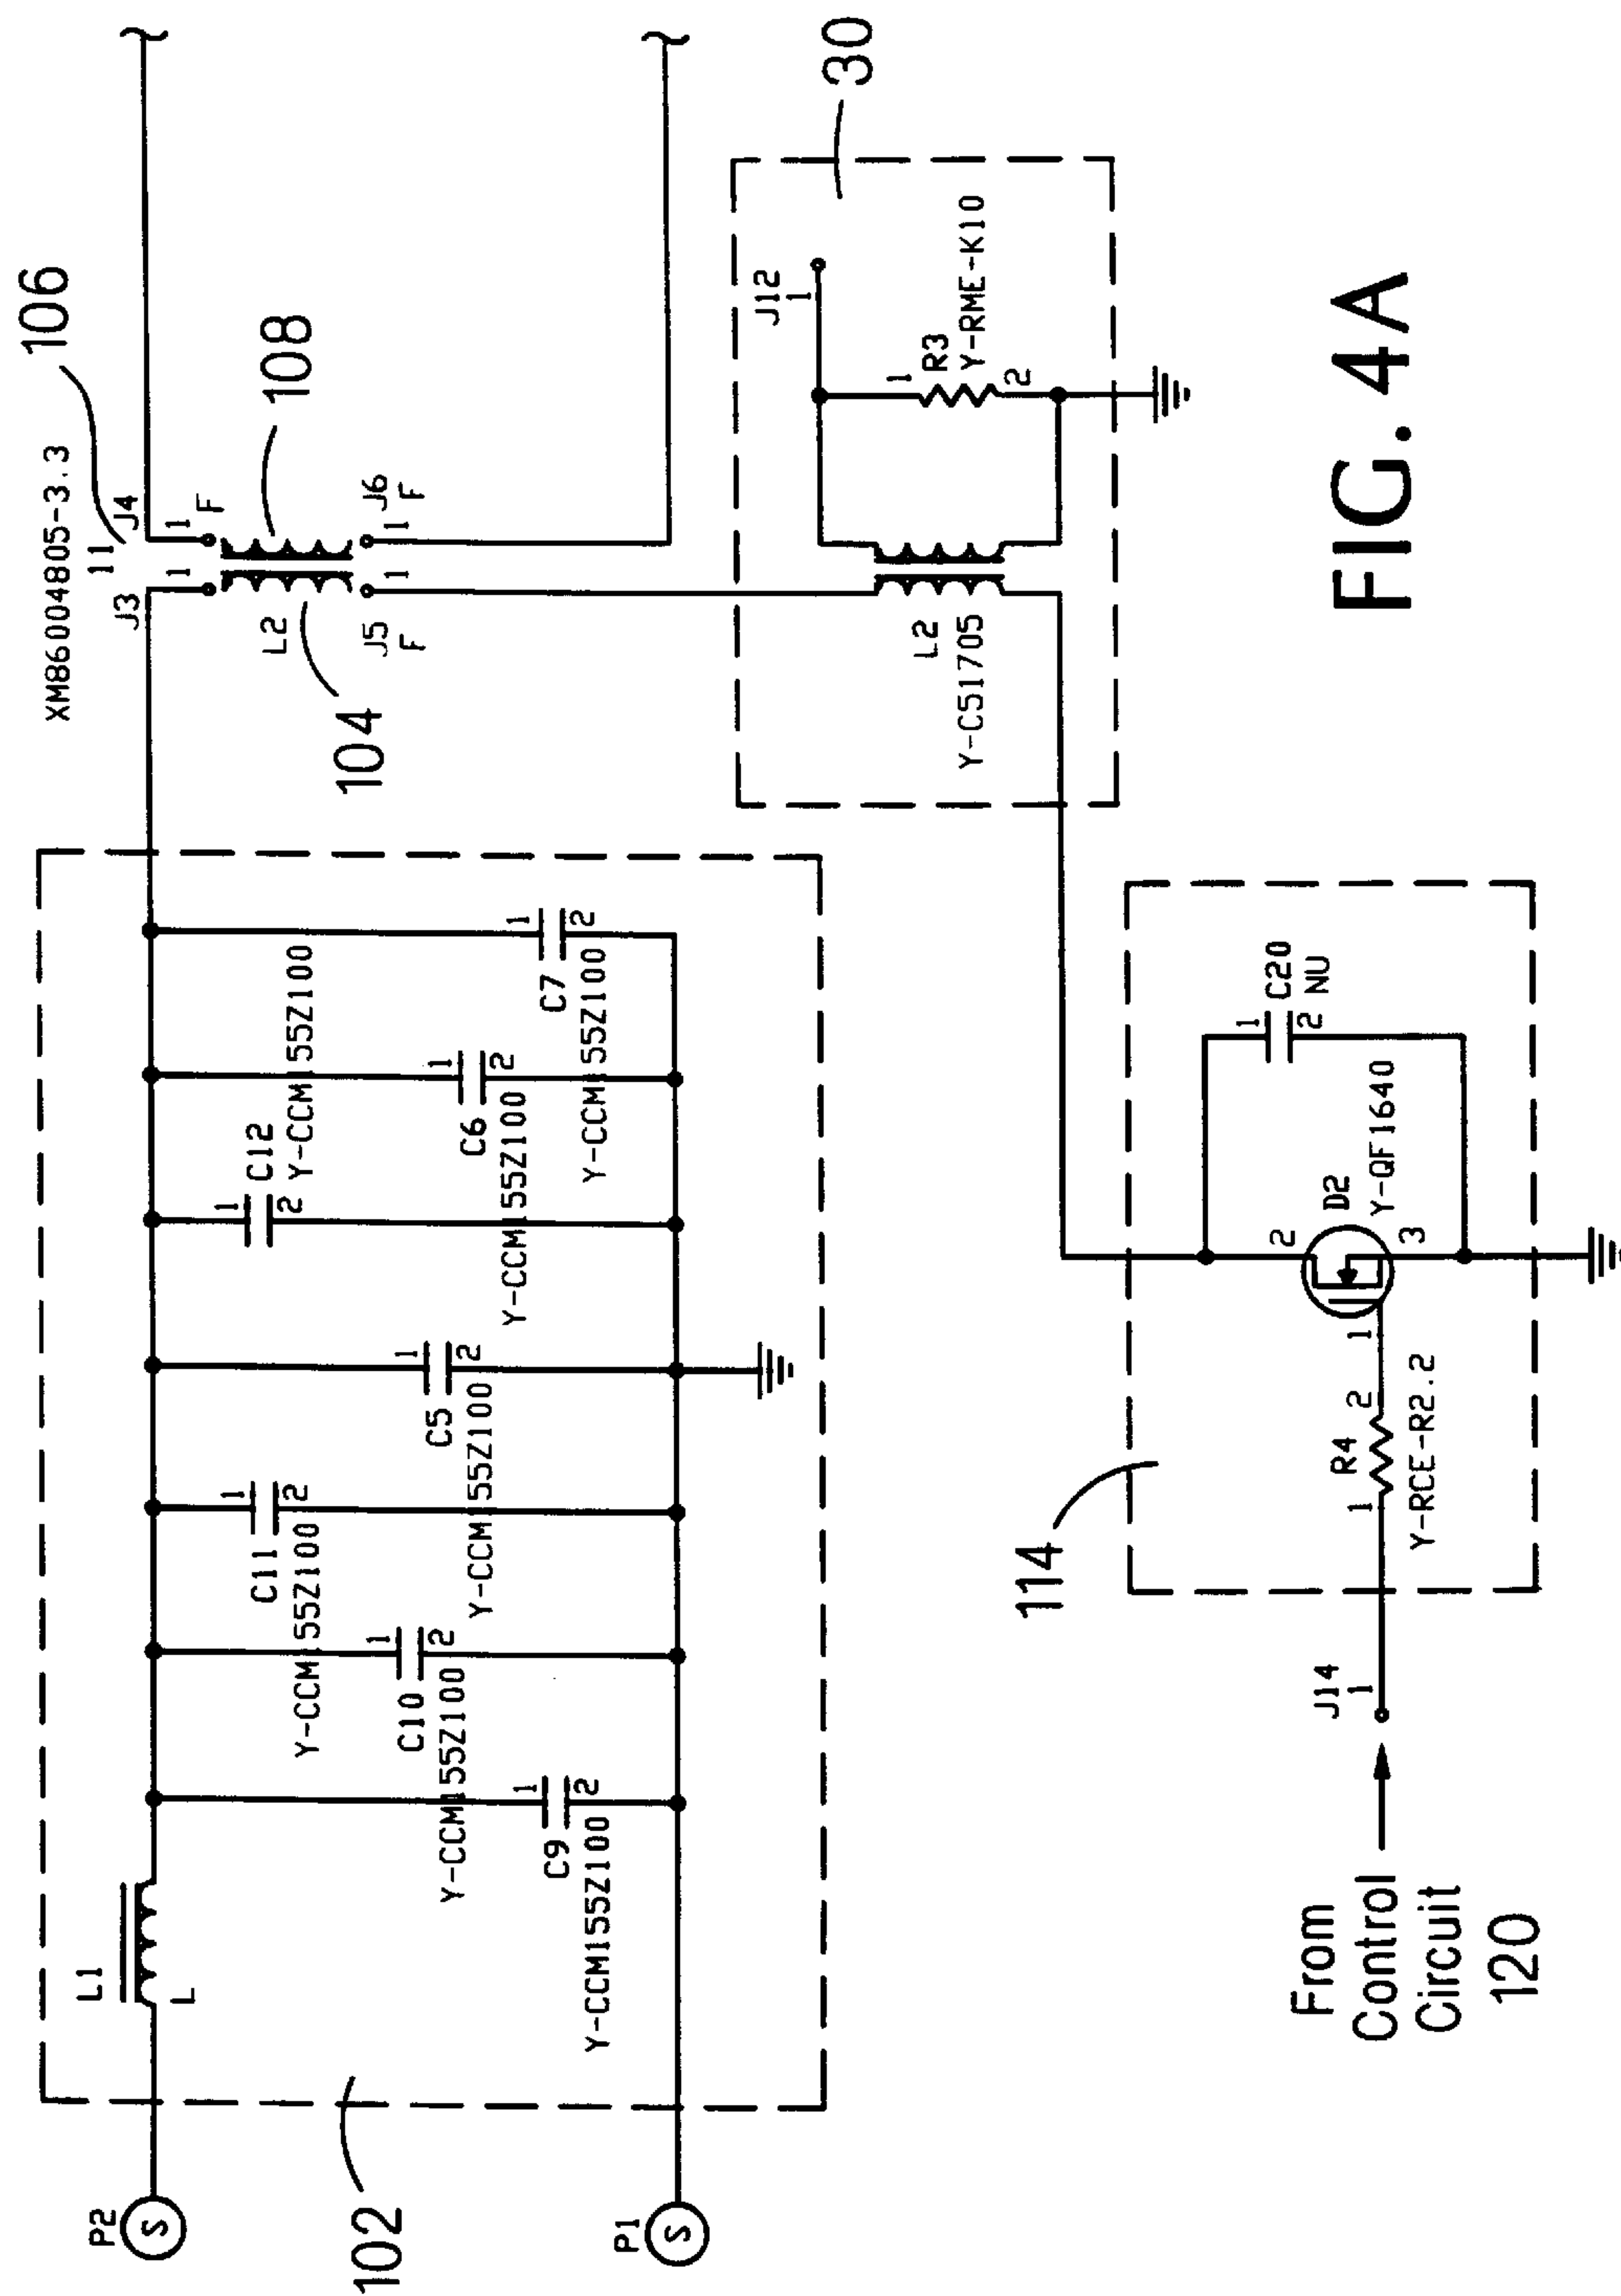 P2
S
L1
L
C9
Y-CCM155Z100
1
2
C10
Y-CCM155Z100
1
2
C11
Y-CCM155Z100
1
2
C5
Y-CCM155Z100
1
2
C12
Y-CCM155Z100
1
2
C6
Y-CCM155Z100
1
2
C7
Y-CCM155Z100
1
2
P1
S
102
XM86004805-3.3
11
106
J3
1
J4
1
F
L2
104
108
J5
F
1
J6
F
1
L2
Y-C51705
J12
1
1
R3
Y-RME-K10
2
30
114
From
Control
Circuit
120
J14
1
1
R4
2
Y-RCE-R2.2
1
2
D2
Y-QF1640
3
1
C20
NU
2
FIG. 4A